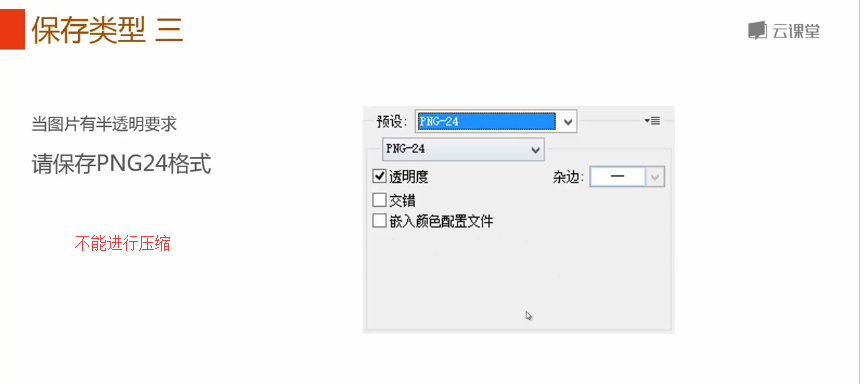 保存类型 三
云课堂
当图片有半透明要求
请保存PNG24格式
不能进行压缩
预设: PNG-24
PNG-24
透明度 杂边: —
交错
嵌入颜色配置文件